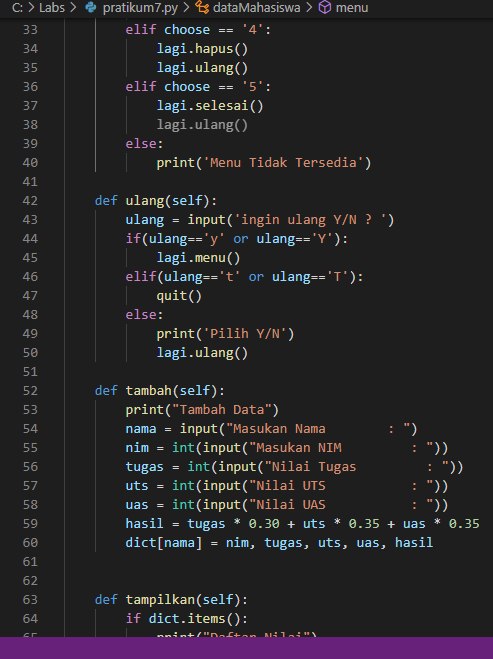 C: > Labs > pratikum7.py > dataMahasiswa > menu
33 elif choose == '4':
34 lagi.hapus()
35 lagi.ulang()
36 elif choose == '5':
37 lagi.selesai()
38 lagi.ulang()
39 else:
40 print('Menu Tidak Tersedia')
41
42 def ulang(self):
43 ulang = input('ingin ulang Y/N ? ')
44 if(ulang=='y' or ulang=='Y'):
45 lagi.menu()
46 elif(ulang=='t' or ulang=='T'):
47 quit()
48 else:
49 print('Pilih Y/N')
50 lagi.ulang()
51
52 def tambah(self):
53 print("Tambah Data")
54 nama = input("Masukan Nama        : ")
55 nim = int(input("Masukan NIM         : "))
56 tugas = int(input("Nilai Tugas         : "))
57 uts = int(input("Nilai UTS           : "))
58 uas = int(input("Nilai UAS           : "))
59 hasil = tugas * 0.30 + uts * 0.35 + uas * 0.35
60 dict[nama] = nim, tugas, uts, uas, hasil
61
62
63 def tampilkan(self):
64 if dict.items():
65 print("Daftar Nilai")